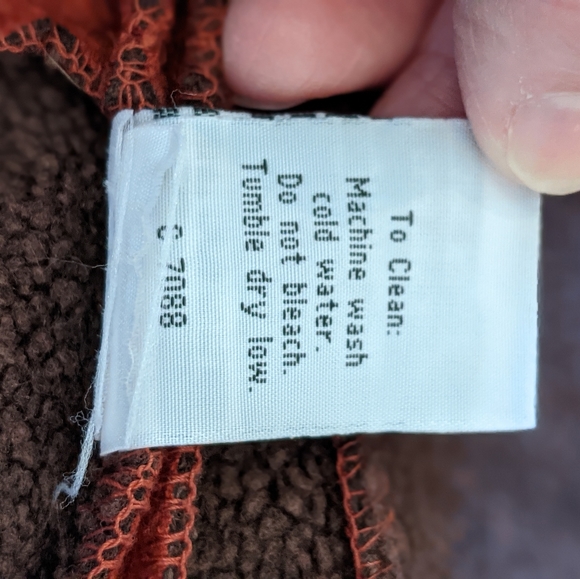 To Clean:
Machine wash
cold water.
Do not bleach.
Tumble dry low.
7088